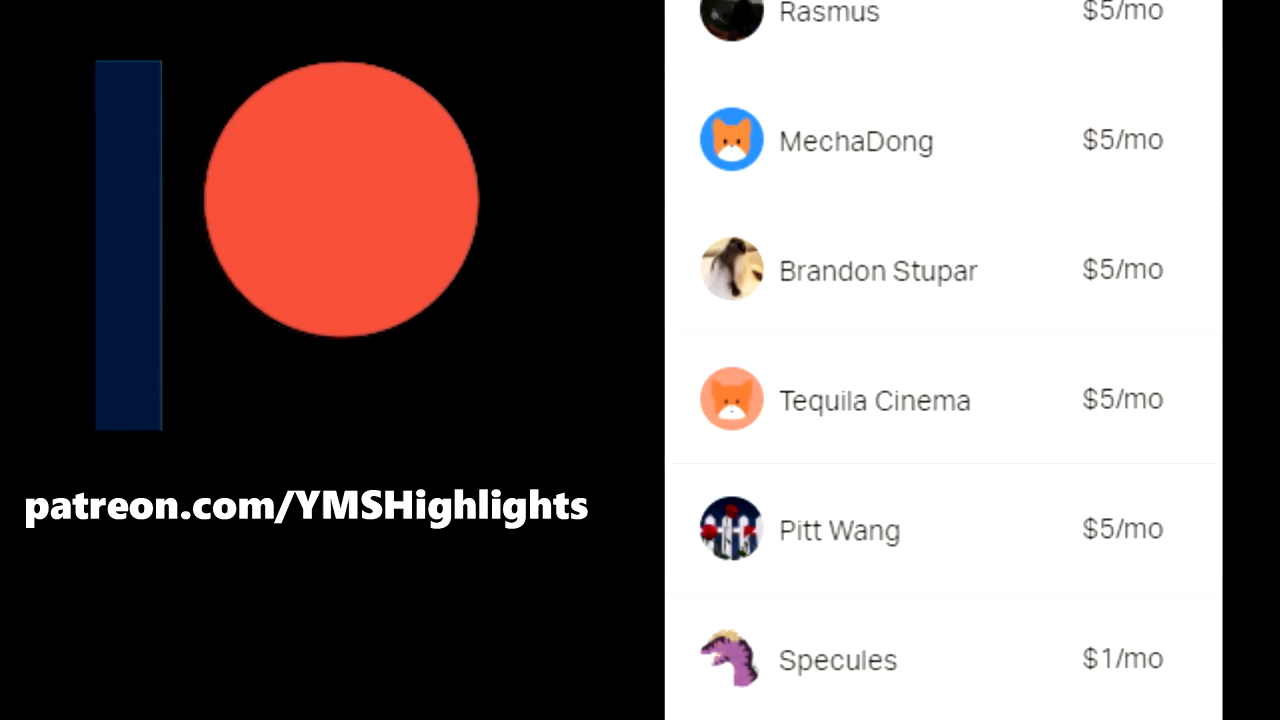 patreon.com/YMSHighlights
Rasmus $5/mo
MechaDong $5/mo
Brandon Stupar $5/mo
Tequila Cinema $5/mo
Pitt Wang $5/mo
Specules $1/mo